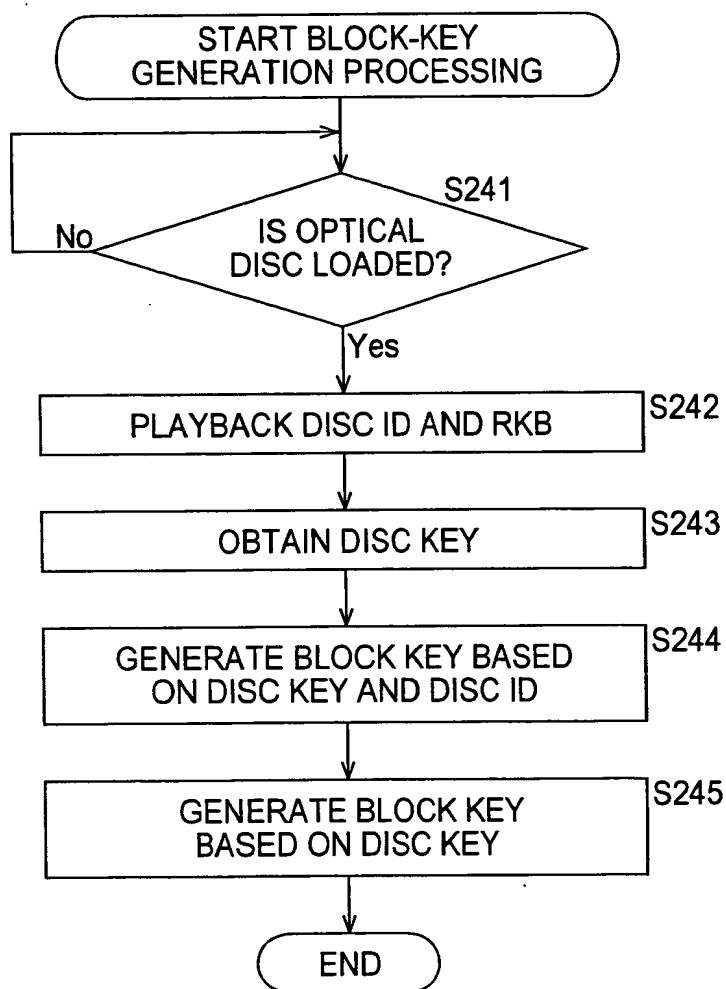 START BLOCK-KEY
GENERATION PROCESSING
S241
No
IS OPTICAL
DISC LOADED?
Yes
S242
PLAYBACK DISC ID AND RKB
S243
OBTAIN DISC KEY
S244
GENERATE BLOCK KEY BASED
ON DISC KEY AND DISC ID
S245
GENERATE BLOCK KEY
BASED ON DISC KEY
END